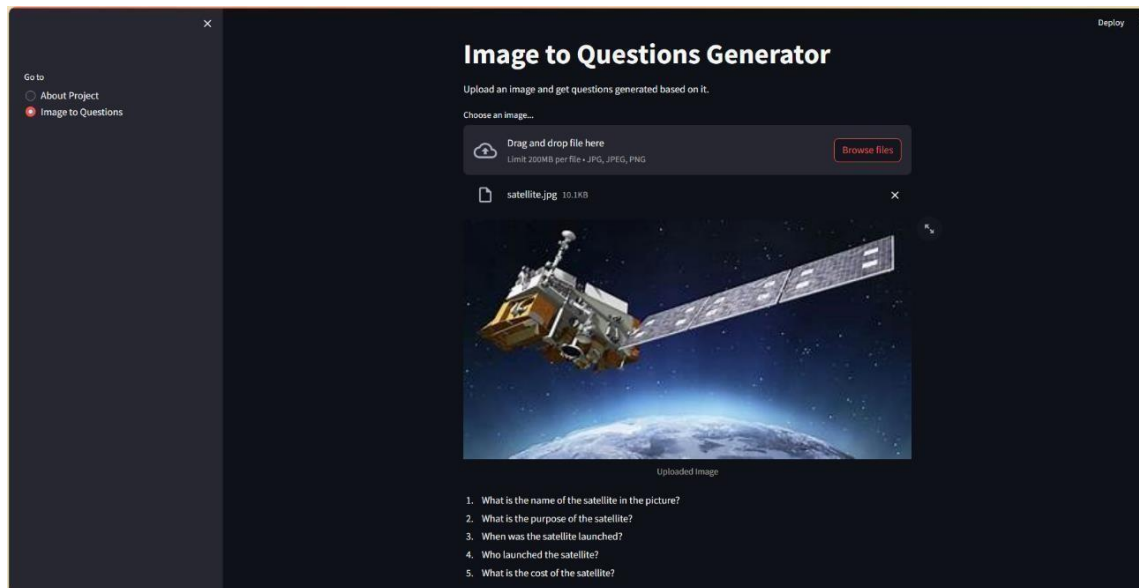 Deploy
Go to
About Project
Image to Questions
Image to Questions Generator
Upload an image and get questions generated based on it.
Choose an image...
Drag and drop file here
Limit 200MB per file • JPG, JPEG, PNG
Browse files
satellite.jpg 10.1KB
Uploaded Image
1. What is the name of the satellite in the picture?
2. What is the purpose of the satellite?
3. When was the satellite launched?
4. Who launched the satellite?
5. What is the cost of the satellite?